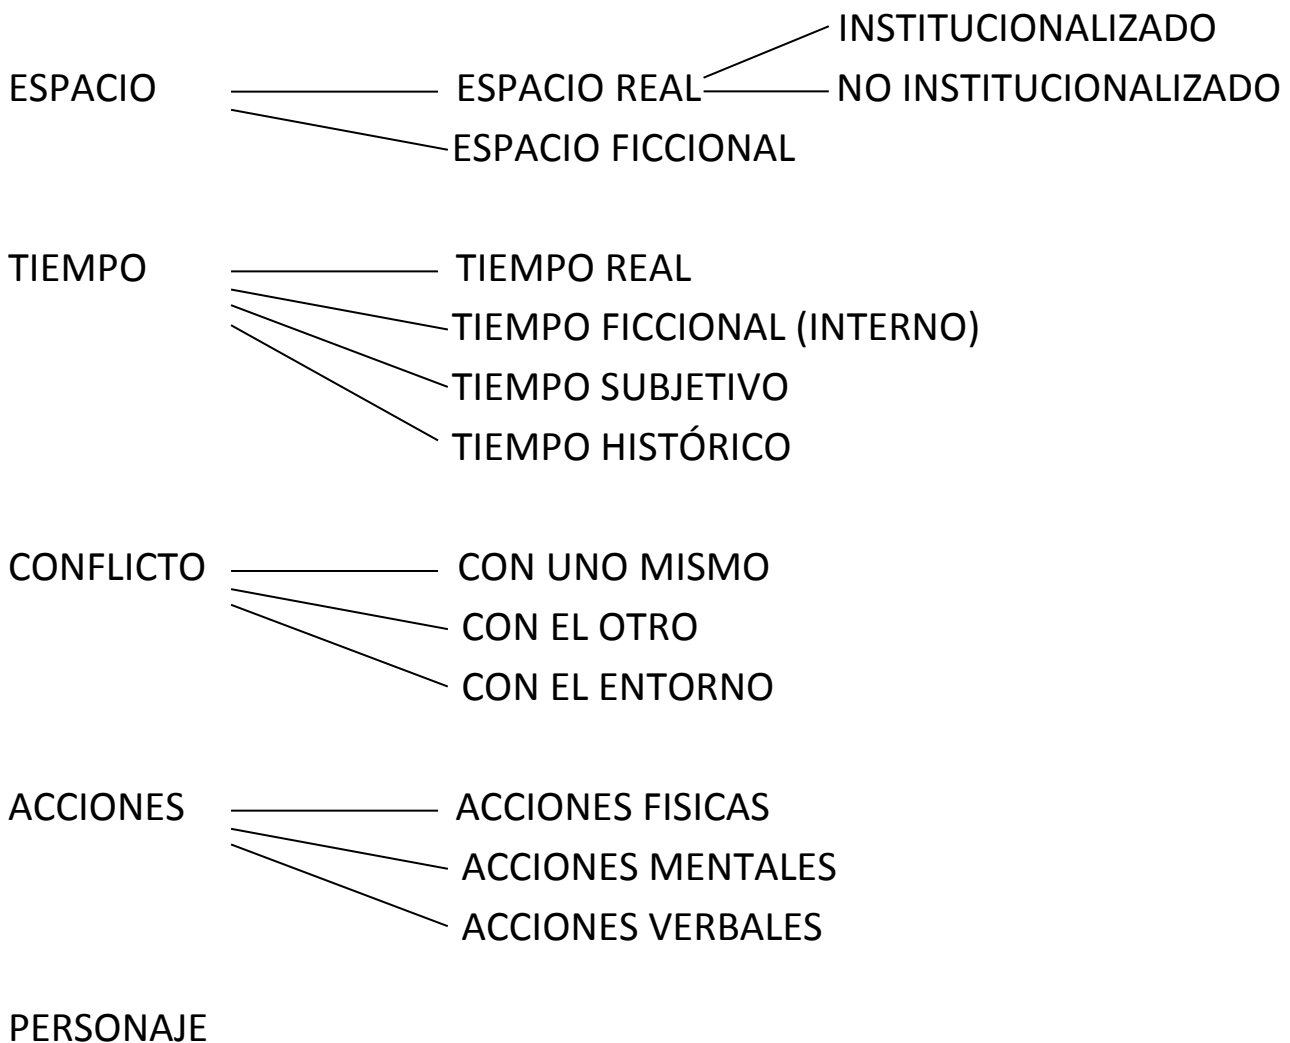 INSTITUCIONALIZADO
ESPACIO ESPACIO REAL NO INSTITUCIONALIZADO
ESPACIO FICCIONAL
TIEMPO TIEMPO REAL
TIEMPO FICCIONAL (INTERNO)
TIEMPO SUBJETIVO
TIEMPO HISTÓRICO
CONFLICTO CON UNO MISMO
CON EL OTRO
CON EL ENTORNO
ACCIONES ACCIONES FISICAS
ACCIONES MENTALES
ACCIONES VERBALES
PERSONAJE